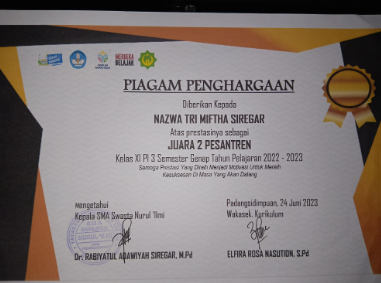 MERDEKA
BELAJAR
PIAGAM PENGHARGAAN
Diberikan Kepada
NAZWA TRI MIFTHA SIREGAR
Atas prestasinya sebagai
JUARA 2 PESANTREN
Kelas XI PI 3 Semester Genap Tahun Pelajaran 2022 - 2023
Semoga Prestasi Yang Diraih Menjadi Motivasi Untuk Meraih
Kesuksesan Di Masa Yang Akan Datang
Mengetahui
Kepala SMA Swasta Nurul 'Ilmi
Dr. RABIYATUL ADAWIYAH SIREGAR, M.Pd
Padangsidimpuan, 24 Juni 2023
Wakasek. Kurikulum
ELFIRA ROSA NASUTION, S.Pd